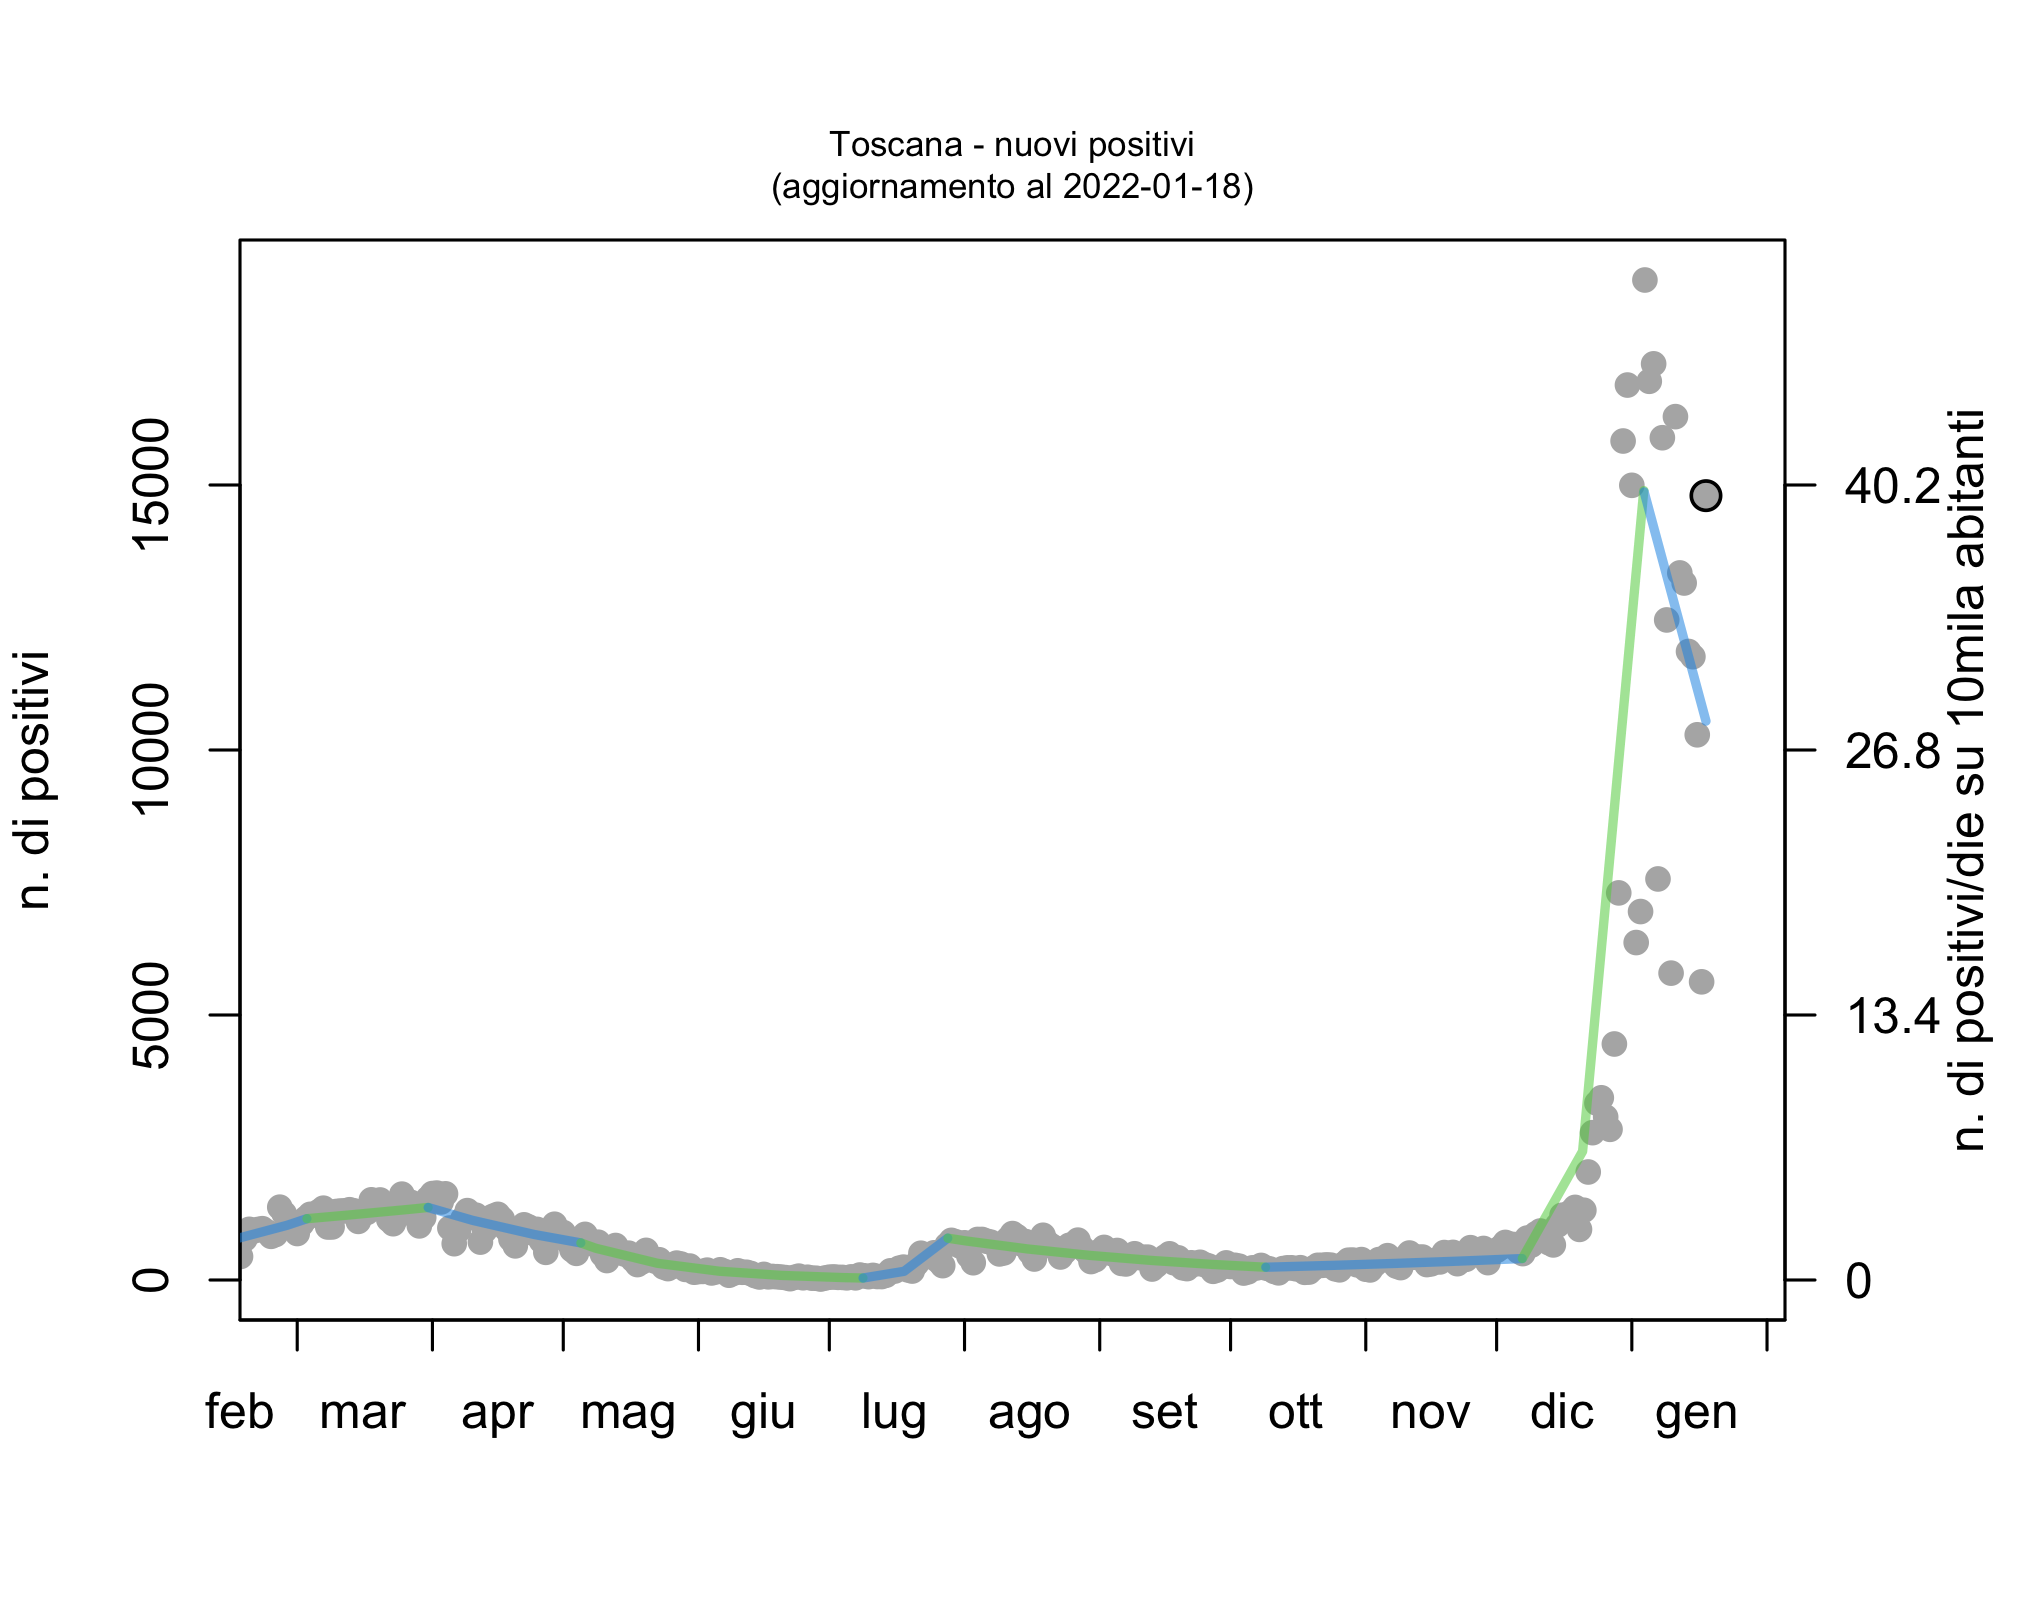 Toscana - nuovi positivi
(aggiornamento al 2022-01-18)
n. di positivi
15000
10000
5000
0
40.2
26.8
13.4
0
n. di positivi/die su 10mila abitanti
feb mar apr mag giu lug ago set ott nov dic gen